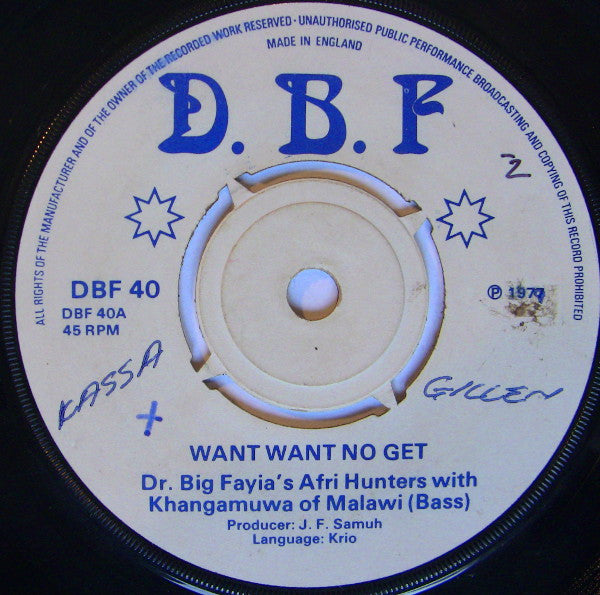 ALL RIGHTS OF THE MANUFACTURER AND OF THE OWNER OF THE RECORDED WORK RESERVED · UNAUTHORISED PUBLIC PERFORMANCE BROADCASTING AND COPYING OF THIS RECORD PROHIBITED
MADE IN ENGLAND
D. B. F
2
DBF 40
DBF 40A
45 RPM
℗ 1977
KASSA
+
GILLEN
WANT WANT NO GET
Dr. Big Fayia's Afri Hunters with
Khangamuwa of Malawi (Bass)
Producer: J. F. Samuh
Language: Krio